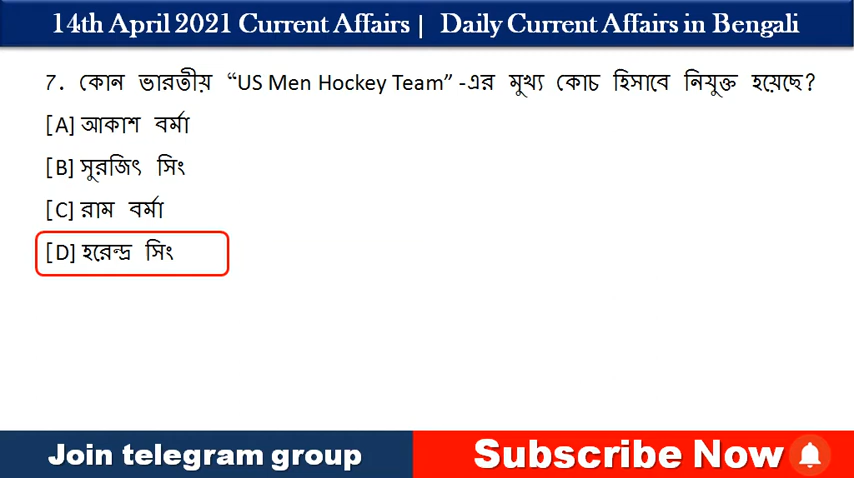 14th April 2021 Current Affairs | Daily Current Affairs in Bengali
7. কোন ভারতীয় “US Men Hockey Team” -এর মুখ্য কোচ হিসাবে নিযুক্ত হয়েছে?
[A] আকাশ বর্মা
[B] সুরজিৎ সিং
[C] রাম বর্মা
[D] হরেন্দ্র সিং
Join telegram group
Subscribe Now